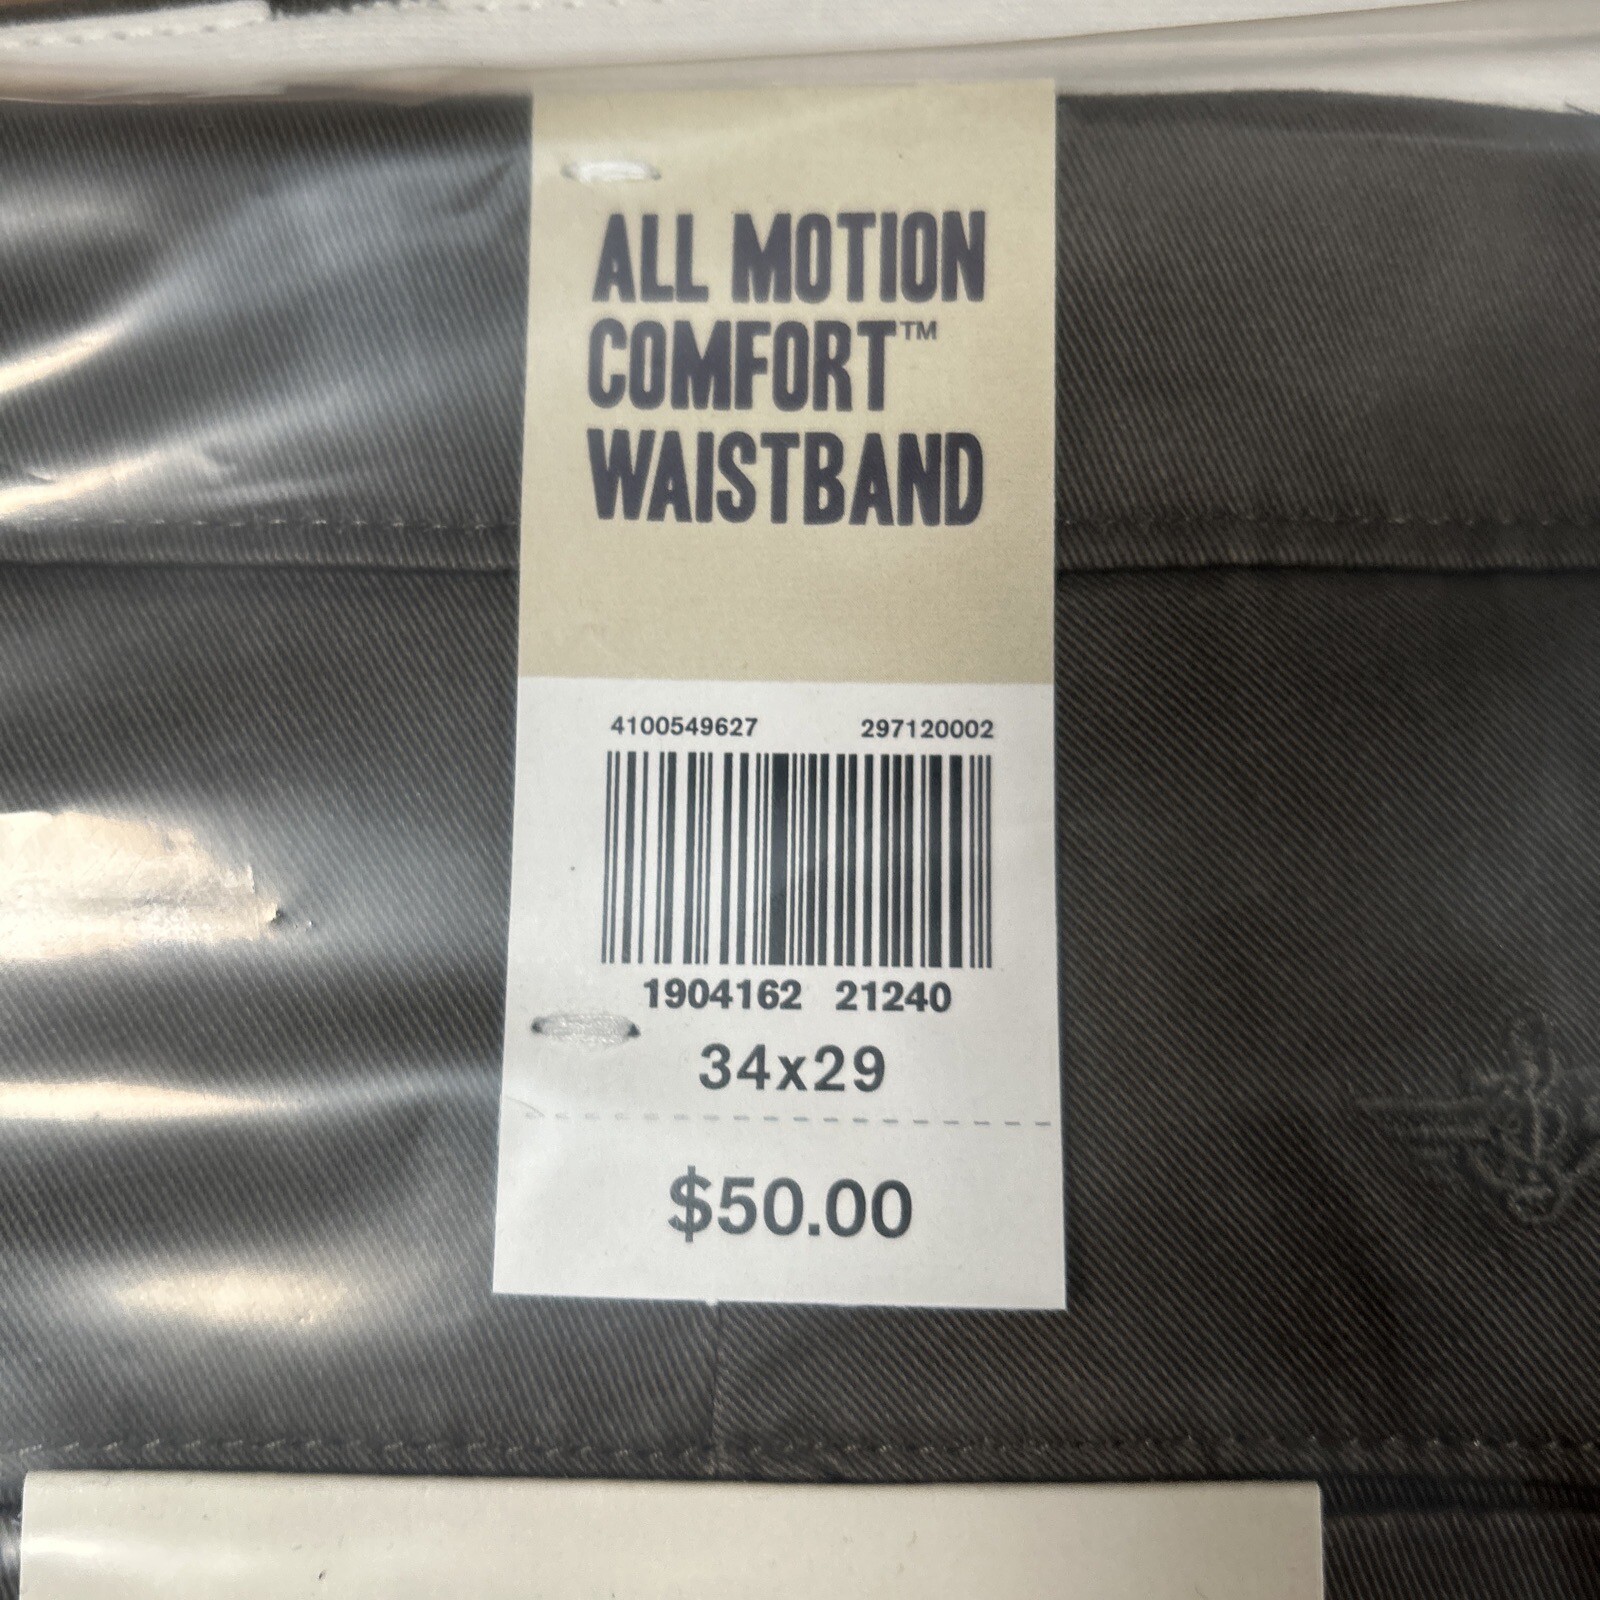 ALL MOTION
COMFORT™
WAISTBAND
4100549627 297120002
1904162 21240
34x29
$50.00